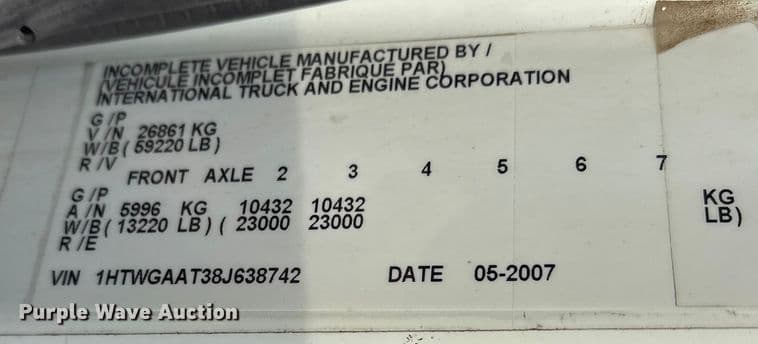 INCOMPLETE VEHICLE MANUFACTURED BY /
(VEHICULE INCOMPLET FABRIQUE PAR)
INTERNATIONAL TRUCK AND ENGINE CORPORATION
G /P
V /N 26861 KG
W/B ( 59220 LB )
R /V
FRONT AXLE 2 3 4 5 6 7
G /P
A /N 5996 KG 10432 10432 KG
W/B ( 13220 LB ) ( 23000 23000 LB)
R /E
VIN 1HTWGAAT38J638742 DATE 05-2007
Purple Wave Auction